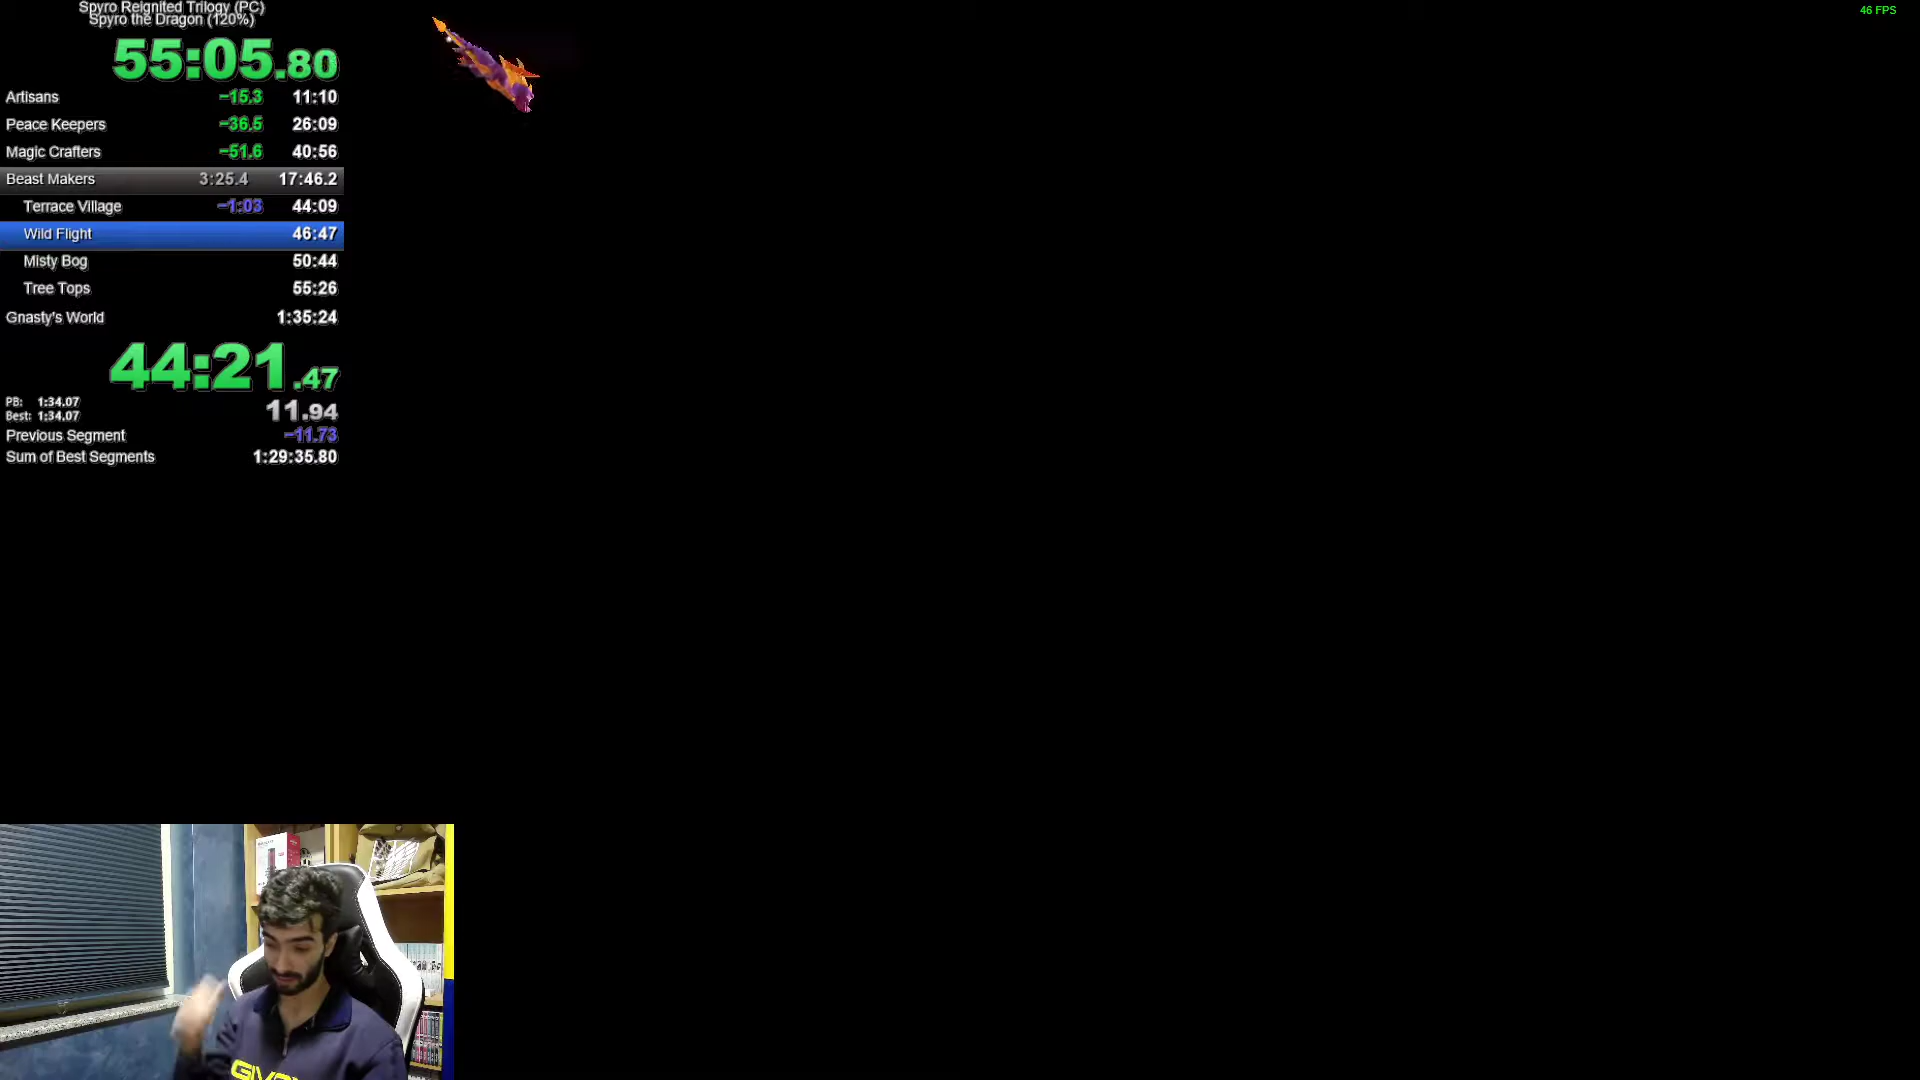 46 FPS
Spyro Reignited Trilogy (PC)
Spyro the Dragon (120%)
55:05.80
Artisans −15.3 11:10
Peace Keepers −36.5 26:09
Magic Crafters −51.6 40:56
Beast Makers 3:25.4 17:46.2
Terrace Village −1:03 44:09
Wild Flight 46:47
Misty Bog 50:44
Tree Tops 55:26
Gnasty's World 1:35:24
44:21.47
PB: 1:34.07
Best: 1:34.07
11.94
Previous Segment −11.73
Sum of Best Segments 1:29:35.80